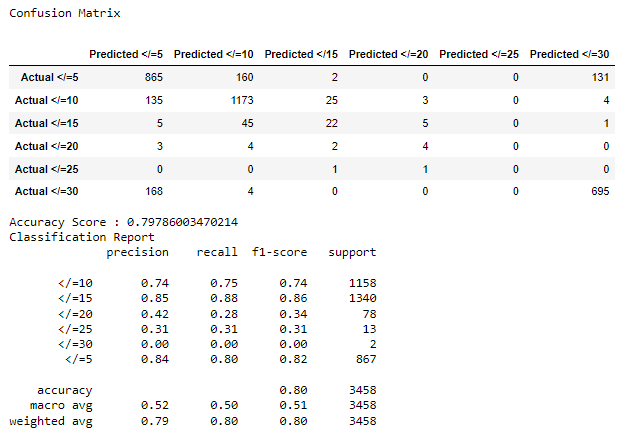 Confusion Matrix
Predicted </=5 Predicted </=10 Predicted </15 Predicted </=20 Predicted </=25 Predicted </=30
Actual </=5 865 160 2 0 0 131
Actual </=10 135 1173 25 3 0 4
Actual </=15 5 45 22 5 0 1
Actual </=20 3 4 2 4 0 0
Actual </=25 0 0 1 1 0 0
Actual </=30 168 4 0 0 0 695
Accuracy Score : 0.79786003470214
Classification Report
precision recall f1-score support
</=10 0.74 0.75 0.74 1158
</=15 0.85 0.88 0.86 1340
</=20 0.42 0.28 0.34 78
</=25 0.31 0.31 0.31 13
</=30 0.00 0.00 0.00 2
</=5 0.84 0.80 0.82 867
accuracy 0.80 3458
macro avg 0.52 0.50 0.51 3458
weighted avg 0.79 0.80 0.80 3458